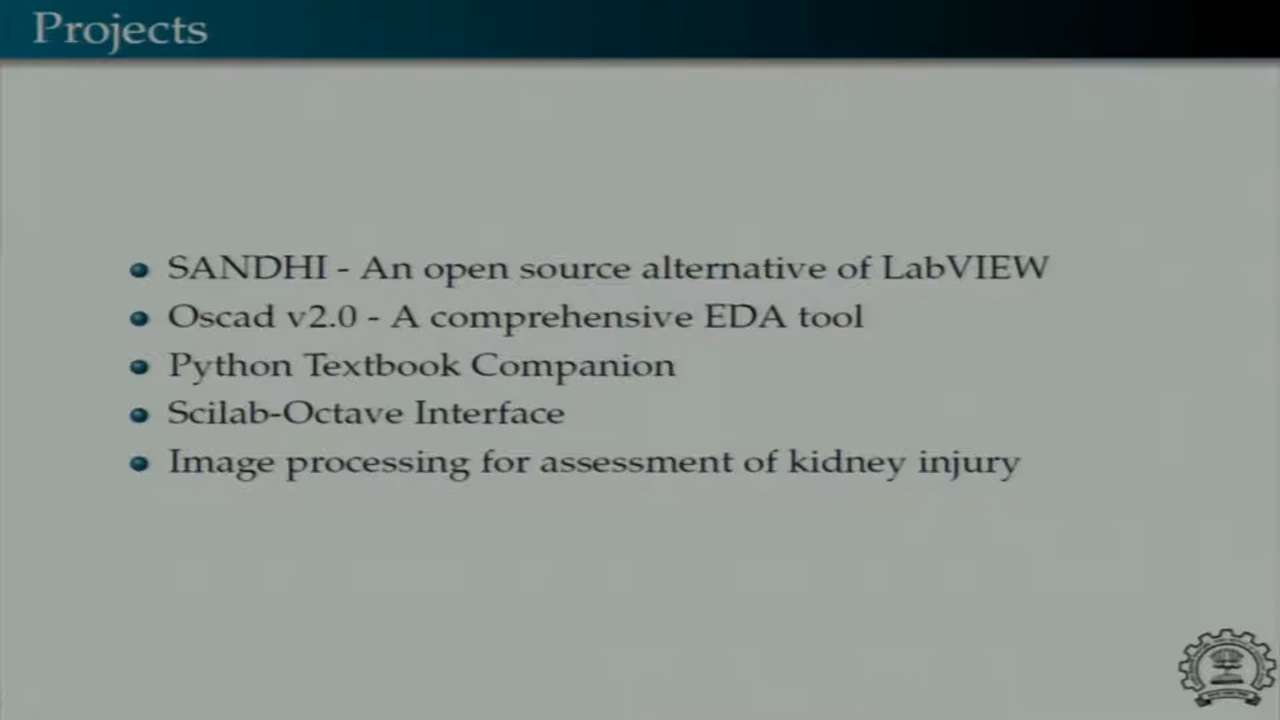 Projects
SANDHI - An open source alternative of LabVIEW
Oscad v2.0 - A comprehensive EDA tool
Python Textbook Companion
Scilab-Octave Interface
Image processing for assessment of kidney injury